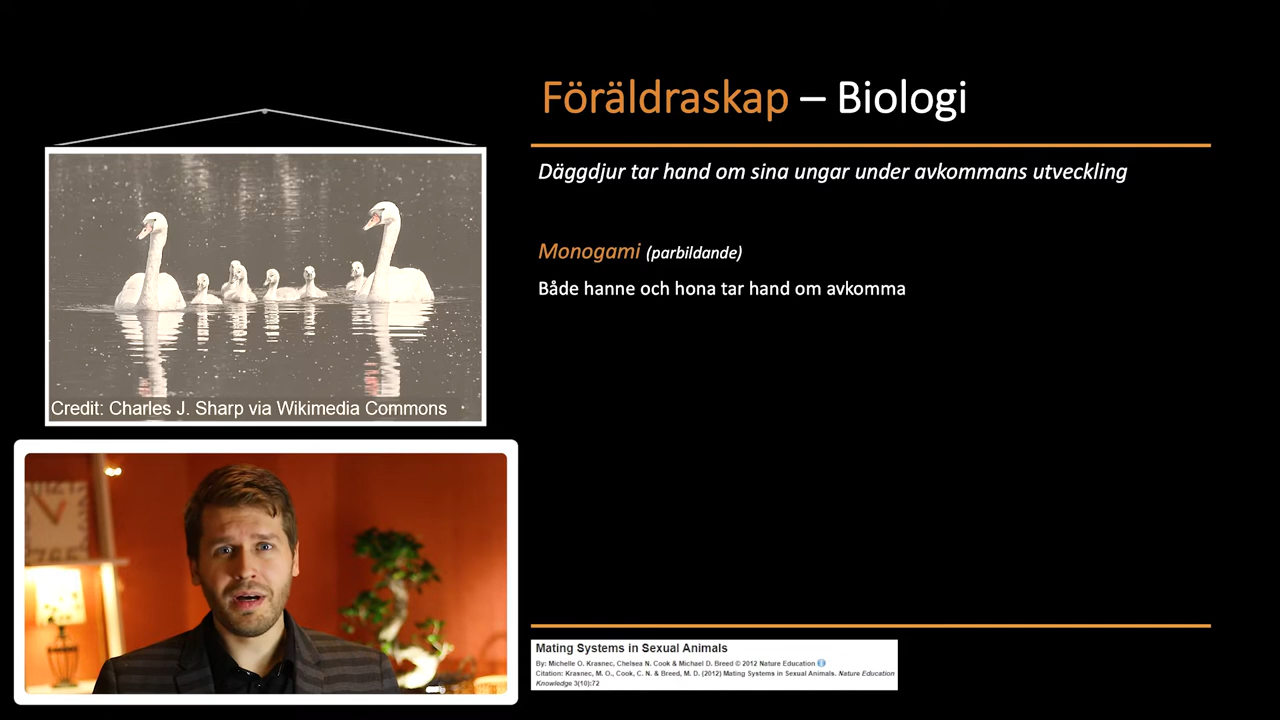 Föräldraskap – Biologi
Däggdjur tar hand om sina ungar under avkommans utveckling
Monogami (parbildande)
Både hanne och hona tar hand om avkomma
Credit: Charles J. Sharp via Wikimedia Commons
Mating Systems in Sexual Animals
By: Michelle O. Krasnec, Chelsea N. Cook & Michael D. Breed © 2012 Nature Education
Citation: Krasnec, M. O., Cook, C. N. & Breed, M. D. (2012) Mating Systems in Sexual Animals. Nature Education
Knowledge 3(10):72